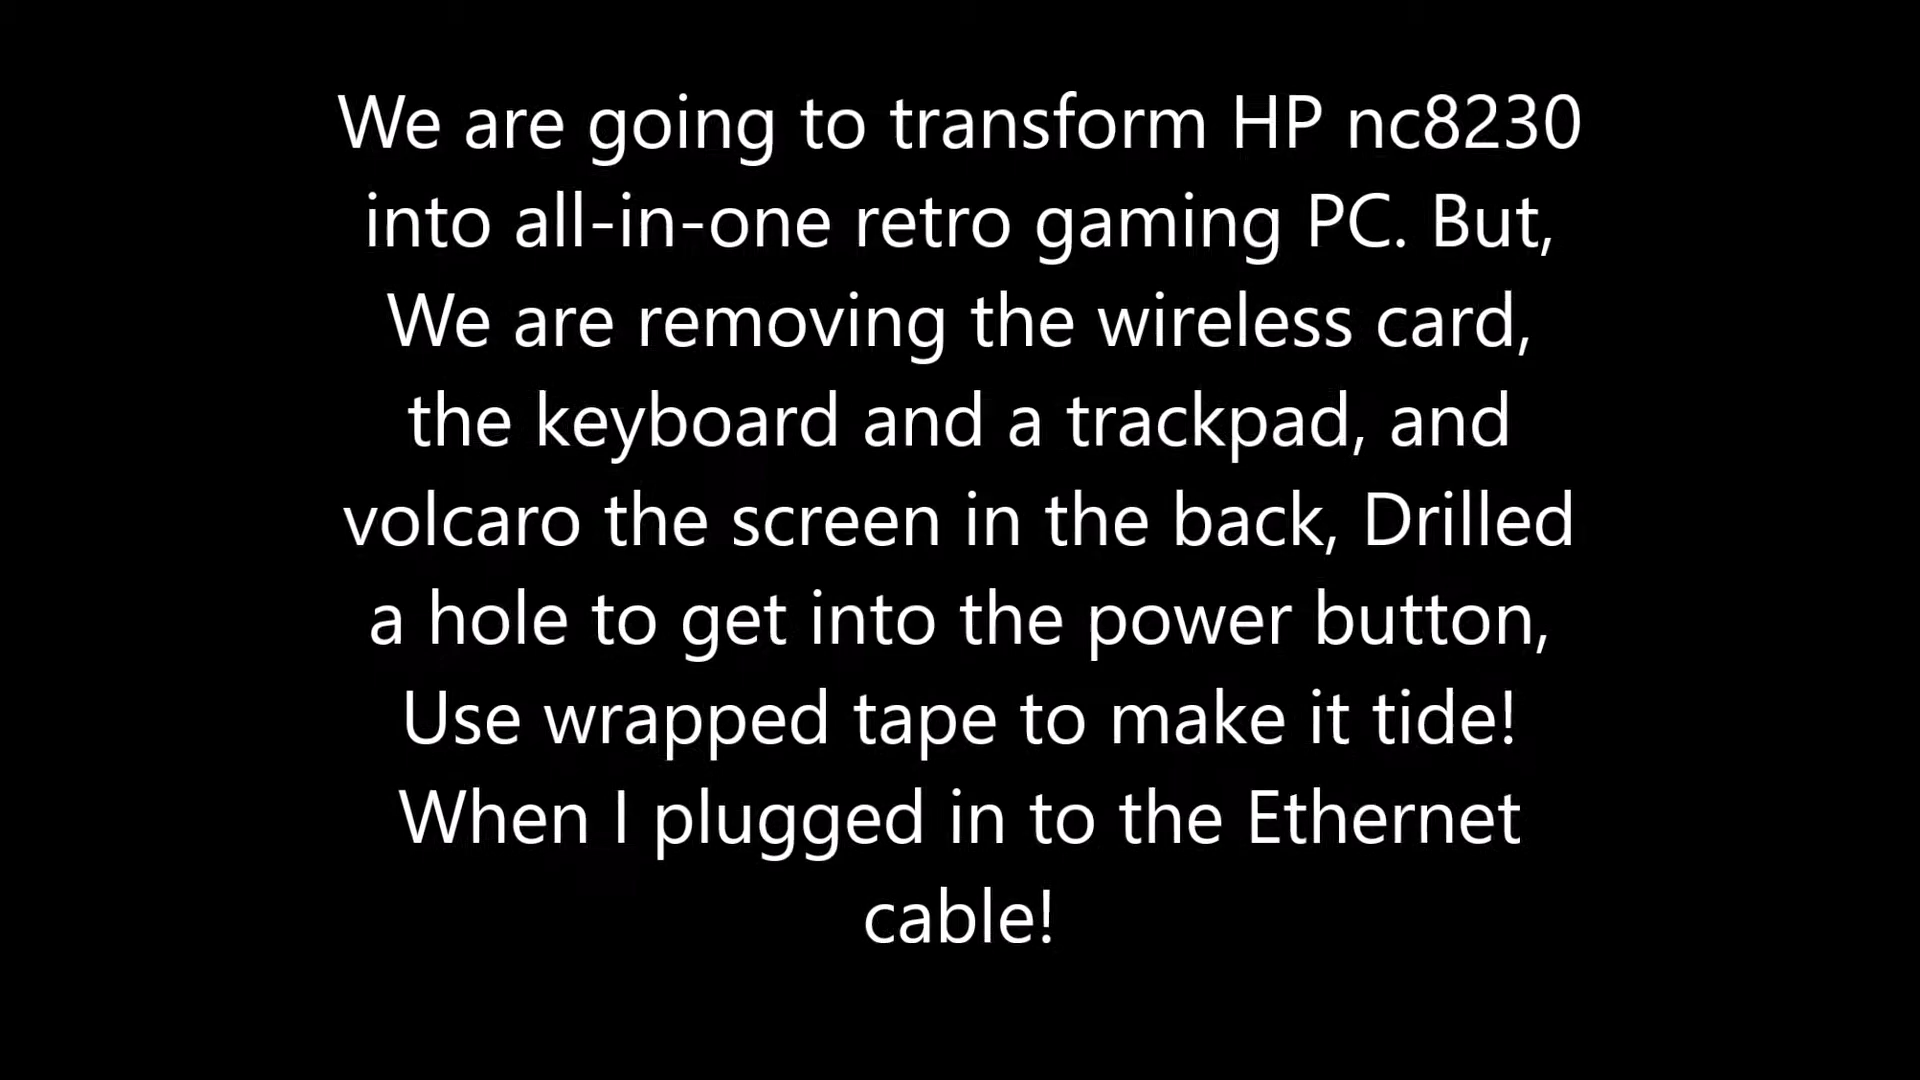 We are going to transform HP nc8230
into all-in-one retro gaming PC. But,
We are removing the wireless card,
the keyboard and a trackpad, and
volcaro the screen in the back, Drilled
a hole to get into the power button,
Use wrapped tape to make it tide!
When I plugged in to the Ethernet
cable!